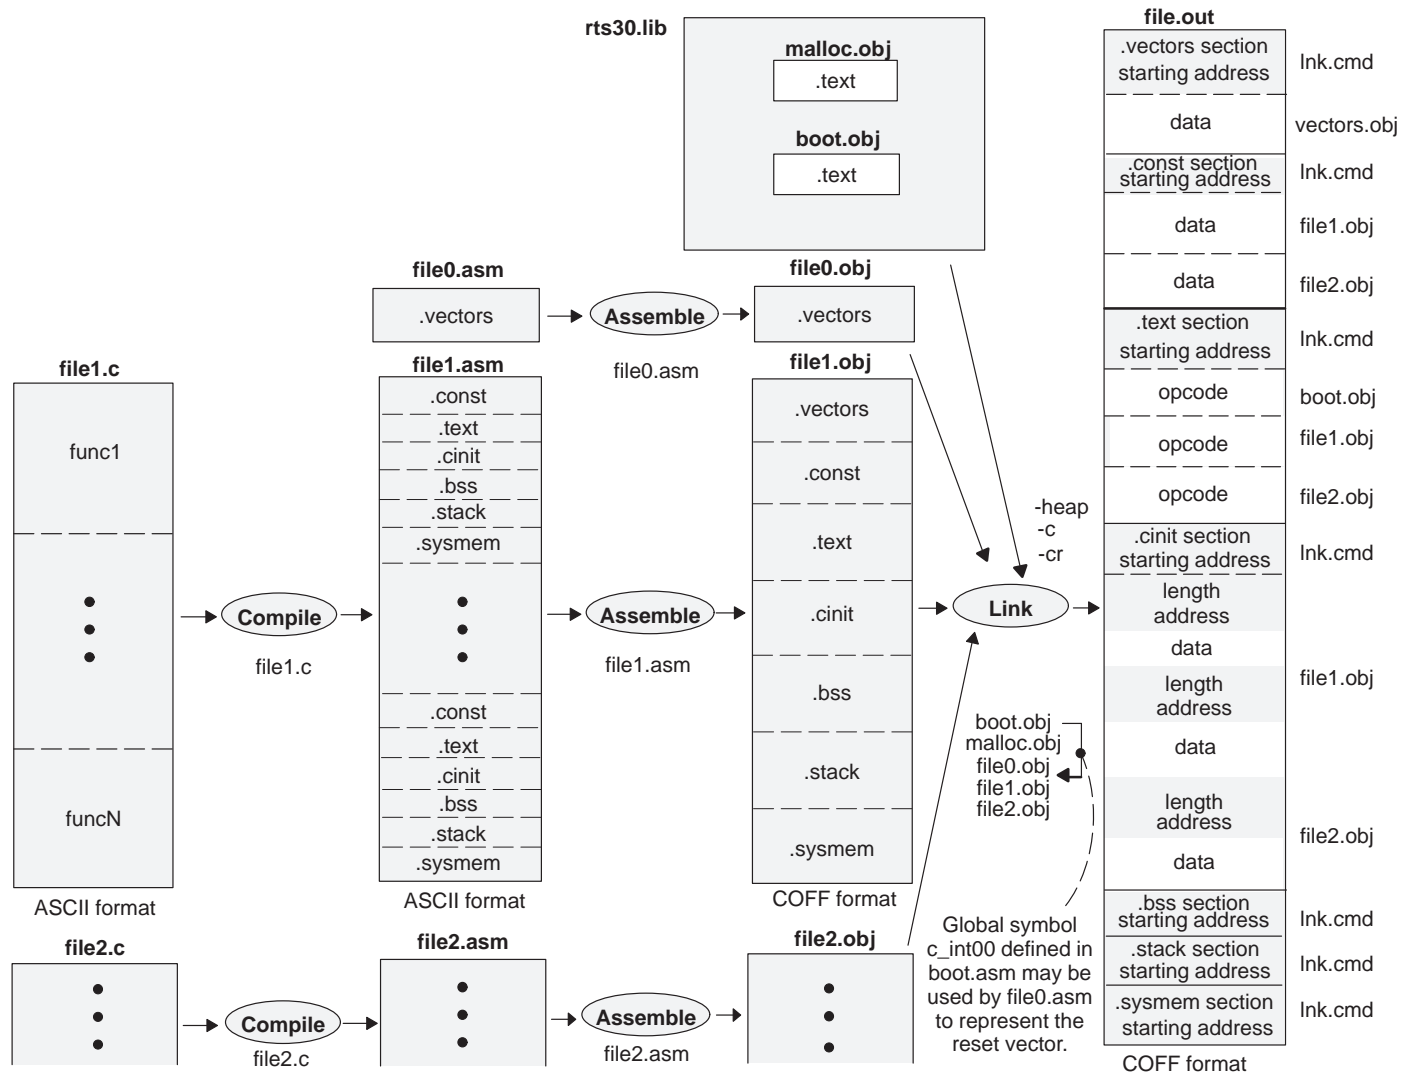 rts30.lib
malloc.obj
.text
boot.obj
.text
file0.asm
.vectors
Assemble
file0.asm
file0.obj
.vectors
file1.c
func1
funcN
ASCII format
Compile
file1.c
file1.asm
.const
.text
.cinit
.bss
.stack
.sysmem
.const
.text
.cinit
.bss
.stack
.sysmem
ASCII format
Assemble
file1.asm
file1.obj
.vectors
.const
.text
.cinit
.bss
.stack
.sysmem
COFF format
file2.c
Compile
file2.c
file2.asm
Assemble
file2.asm
file2.obj
-heap
-c
-cr
Link
boot.obj
malloc.obj
file0.obj
file1.obj
file2.obj
Global symbol
c_int00 defined in
boot.asm may be
used by file0.asm
to represent the
reset vector.
file.out
.vectors section
starting address
lnk.cmd
data
vectors.obj
.const section
starting address
lnk.cmd
data
file1.obj
data
file2.obj
.text section
starting address
lnk.cmd
opcode
boot.obj
opcode
file1.obj
opcode
file2.obj
.cinit section
starting address
lnk.cmd
length
address
data
length
address
file1.obj
data
length
address
file2.obj
data
.bss section
starting address
lnk.cmd
.stack section
starting address
lnk.cmd
.sysmem section
starting address
lnk.cmd
COFF format